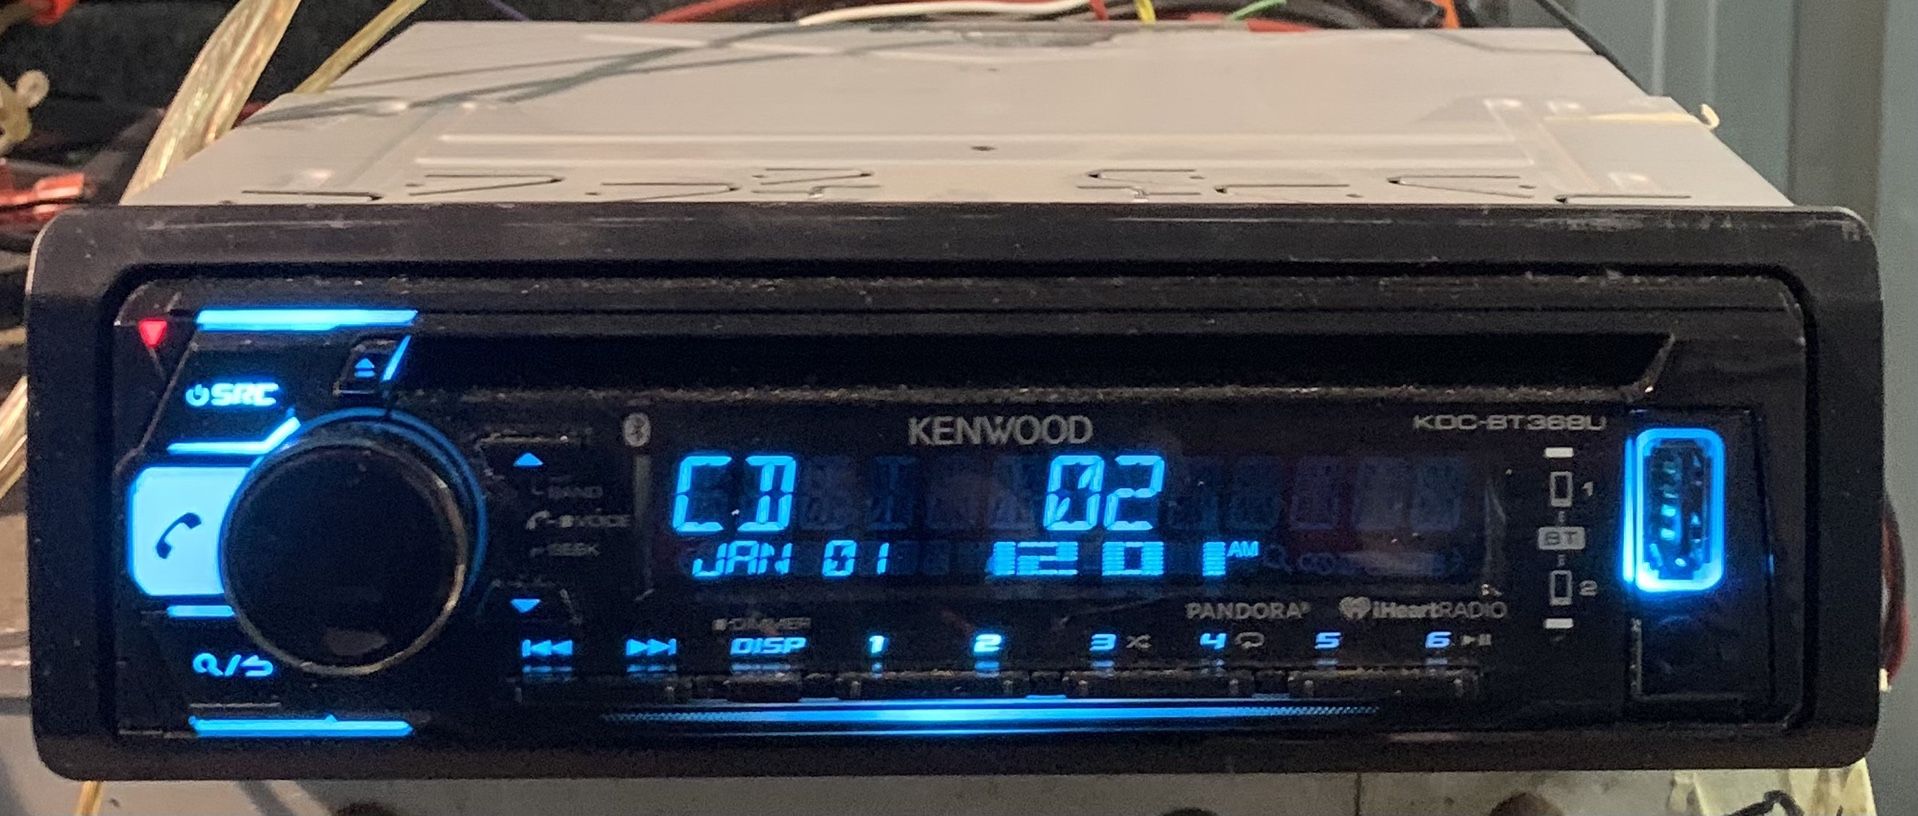 SRC
KENWOOD
KDC-BT368U
CD 02
BAND
VOICE
SEEK
JAN 01 12:01 AM
1
BT
2
PANDORA®
iHeartRADIO
DIMMER
DISP 1 2 3 4 5 6